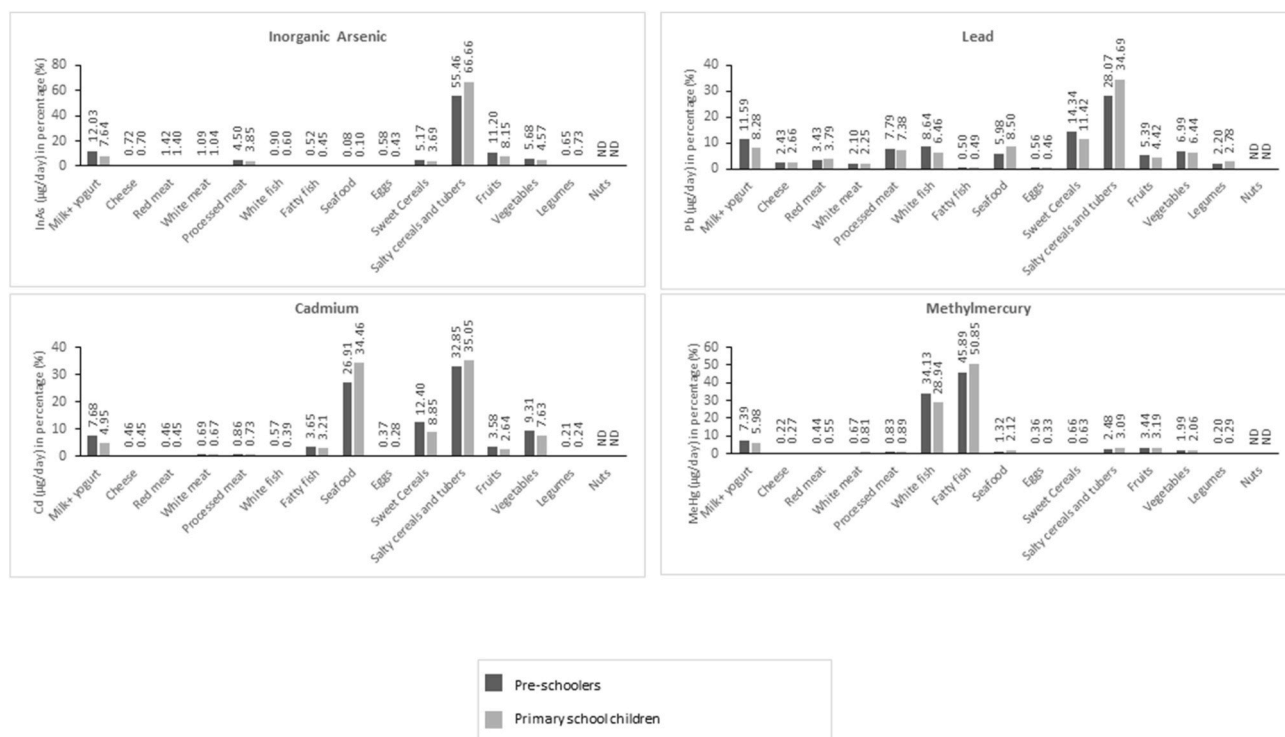 Inorganic Arsenic
InAs (µg/day) in percentage (%)
80
60
40
20
0
12.03
7.64
0.72
0.70
1.42
1.40
1.09
1.04
4.50
3.85
0.90
0.60
0.52
0.45
0.08
0.10
0.58
0.43
5.17
3.69
55.46
66.66
11.20
8.15
5.68
4.57
0.65
0.73
ND
ND
Milk+ yogurt
Cheese
Red meat
White meat
Processed meat
White fish
Fatty fish
Seafood
Eggs
Sweet Cereals
Salty cereals and tubers
Fruits
Vegetables
Legumes
Nuts
Lead
Pb (µg/day) in percentage (%)
40
30
20
10
0
11.59
8.28
2.43
2.66
3.43
3.79
2.10
2.25
7.79
7.38
8.64
6.46
0.50
0.49
5.98
8.50
0.56
0.46
14.34
11.42
28.07
34.69
5.39
4.42
6.99
6.44
2.20
2.78
ND
ND
Milk+ yogurt
Cheese
Red meat
White meat
Processed meat
White fish
Fatty fish
Seafood
Eggs
Sweet Cereals
Salty cereals and tubers
Fruits
Vegetables
Legumes
Nuts
Cadmium
Cd (µg/day) in percentage (%)
40
30
20
10
0
7.68
4.95
0.46
0.45
0.46
0.45
0.69
0.67
0.86
0.73
0.57
0.39
3.65
3.21
26.91
34.46
0.37
0.28
12.40
8.85
32.85
35.05
3.58
2.64
9.31
7.63
0.21
0.24
ND
ND
Milk+ yogurt
Cheese
Red meat
White meat
Processed meat
White fish
Fatty fish
Seafood
Eggs
Sweet Cereals
Salty cereals and tubers
Fruits
Vegetables
Legumes
Nuts
Methylmercury
MeHg (µg/day) in percentage (%)
60
50
40
30
20
10
0
7.39
5.98
0.22
0.27
0.44
0.55
0.67
0.81
0.83
0.89
34.13
28.94
45.89
50.85
1.32
2.12
0.36
0.33
0.66
0.63
2.48
3.09
3.44
3.19
1.99
2.06
0.20
0.29
ND
ND
Milk+ yogurt
Cheese
Red meat
White meat
Processed meat
White fish
Fatty fish
Seafood
Eggs
Sweet Cereals
Salty cereals and tubers
Fruits
Vegetables
Legumes
Nuts
Pre-schoolers
Primary school children